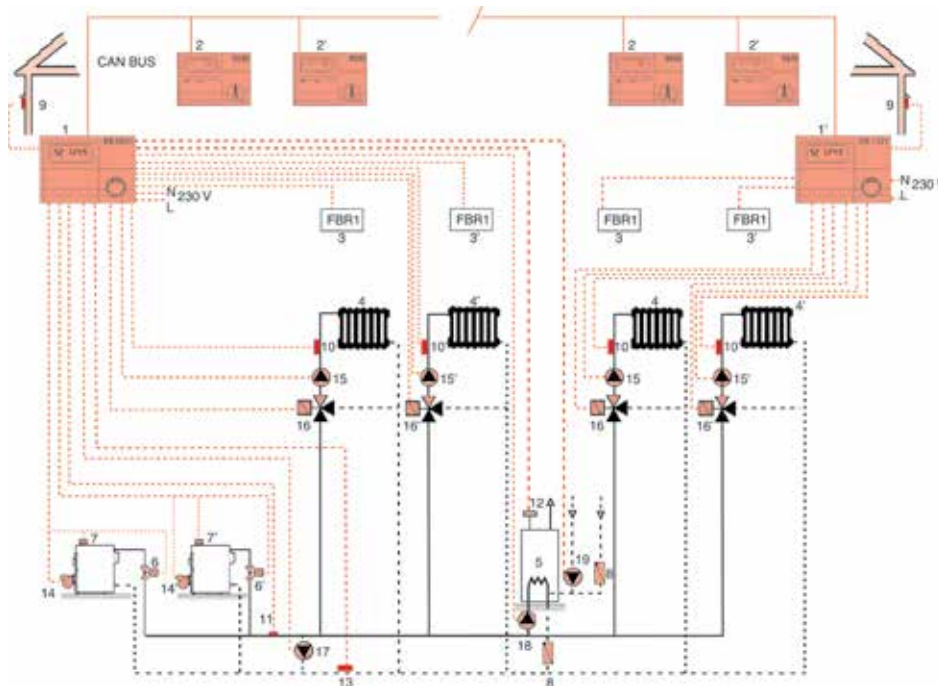 2 2' 2 2'
CAN BUS
9 9
1 1'
N 230 V
L
N 230 V
L
FBR1 FBR1 FBR1 FBR1
3 3' 3 3'
4 4' 4 4'
10 10 10 10
15 15' 15 15'
16 16 16 16
12
7 7' 6 6' 5 19 8
14 14
11
17 18
13 8